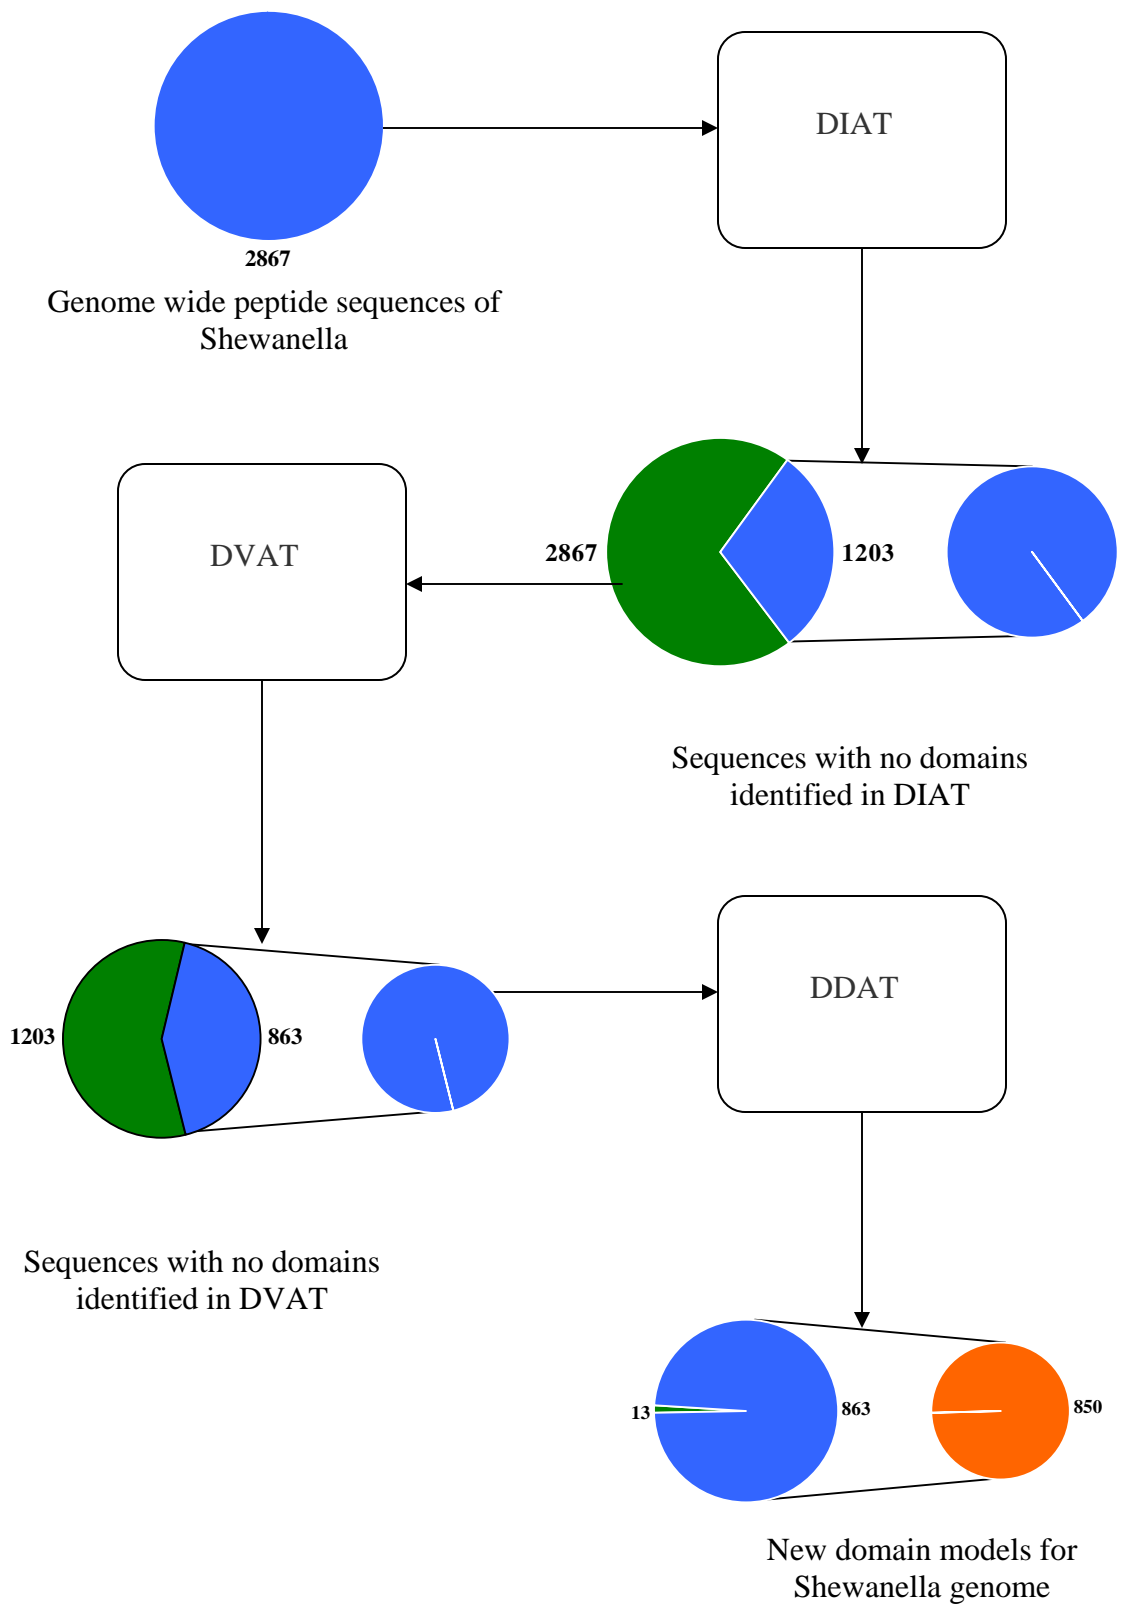 DIAT
2867
Genome wide peptide sequences of
Shewanella
DVAT
2867
1203
Sequences with no domains
identified in DIAT
DDAT
1203
863
Sequences with no domains
identified in DVAT
13
863
850
New domain models for
Shewanella genome